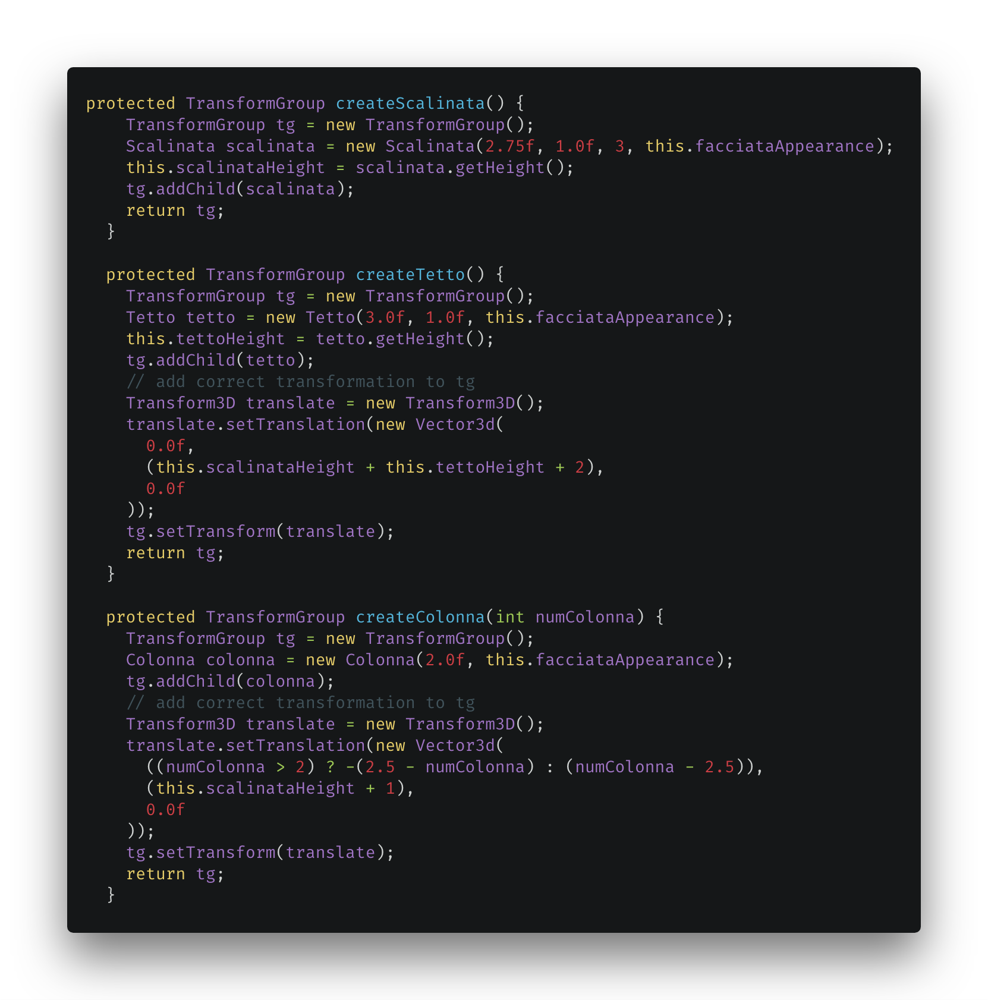 protected TransformGroup createScalinata() {
    TransformGroup tg = new TransformGroup();
    Scalinata scalinata = new Scalinata(2.75f, 1.0f, 3, this.facciataAppearance);
    this.scalinataHeight = scalinata.getHeight();
    tg.addChild(scalinata);
    return tg;
  }

  protected TransformGroup createTetto() {
    TransformGroup tg = new TransformGroup();
    Tetto tetto = new Tetto(3.0f, 1.0f, this.facciataAppearance);
    this.tettoHeight = tetto.getHeight();
    tg.addChild(tetto);
    // add correct transformation to tg
    Transform3D translate = new Transform3D();
    translate.setTranslation(new Vector3d(
      0.0f,
      (this.scalinataHeight + this.tettoHeight + 2),
      0.0f
    ));
    tg.setTransform(translate);
    return tg;
  }

  protected TransformGroup createColonna(int numColonna) {
    TransformGroup tg = new TransformGroup();
    Colonna colonna = new Colonna(2.0f, this.facciataAppearance);
    tg.addChild(colonna);
    // add correct transformation to tg
    Transform3D translate = new Transform3D();
    translate.setTranslation(new Vector3d(
      ((numColonna > 2) ? -(2.5 - numColonna) : (numColonna - 2.5)),
      (this.scalinataHeight + 1),
      0.0f
    ));
    tg.setTransform(translate);
    return tg;
  }